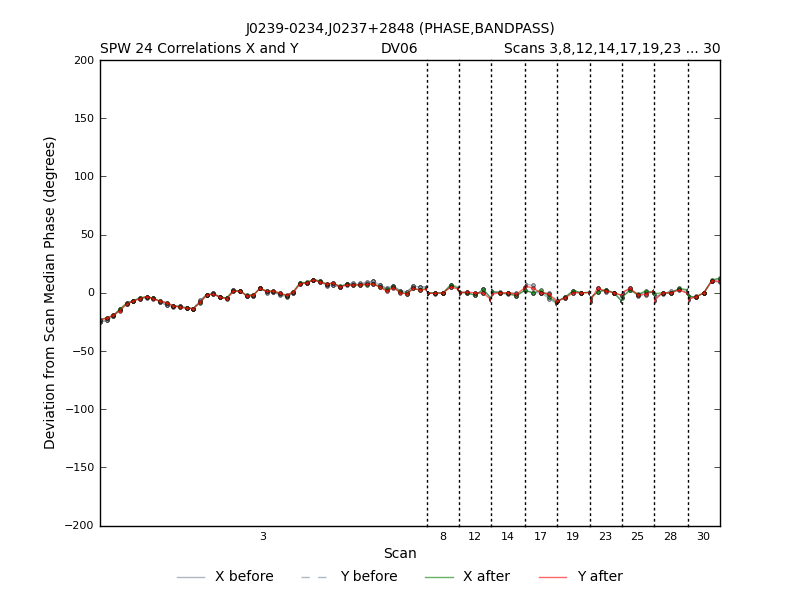 J0239-0234,J0237+2848 (PHASE,BANDPASS)
SPW 24 Correlations X and Y DV06 Scans 3,8,12,14,17,19,23 ... 30
200
150
100
50
0
−50
−100
−150
−200
Deviation from Scan Median Phase (degrees)
3 8 12 14 17 19 23 25 28 30
Scan
X before Y before X after Y after